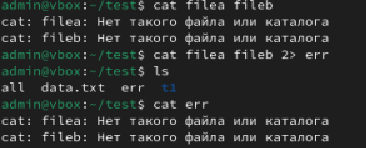 admin@vbox:~/test$ cat filea fileb
cat: filea: Нет такого файла или каталога
cat: fileb: Нет такого файла или каталога
admin@vbox:~/test$ cat filea fileb 2> err
admin@vbox:~/test$ ls
all  data.txt  err  t1
admin@vbox:~/test$ cat err
cat: filea: Нет такого файла или каталога
cat: fileb: Нет такого файла или каталога